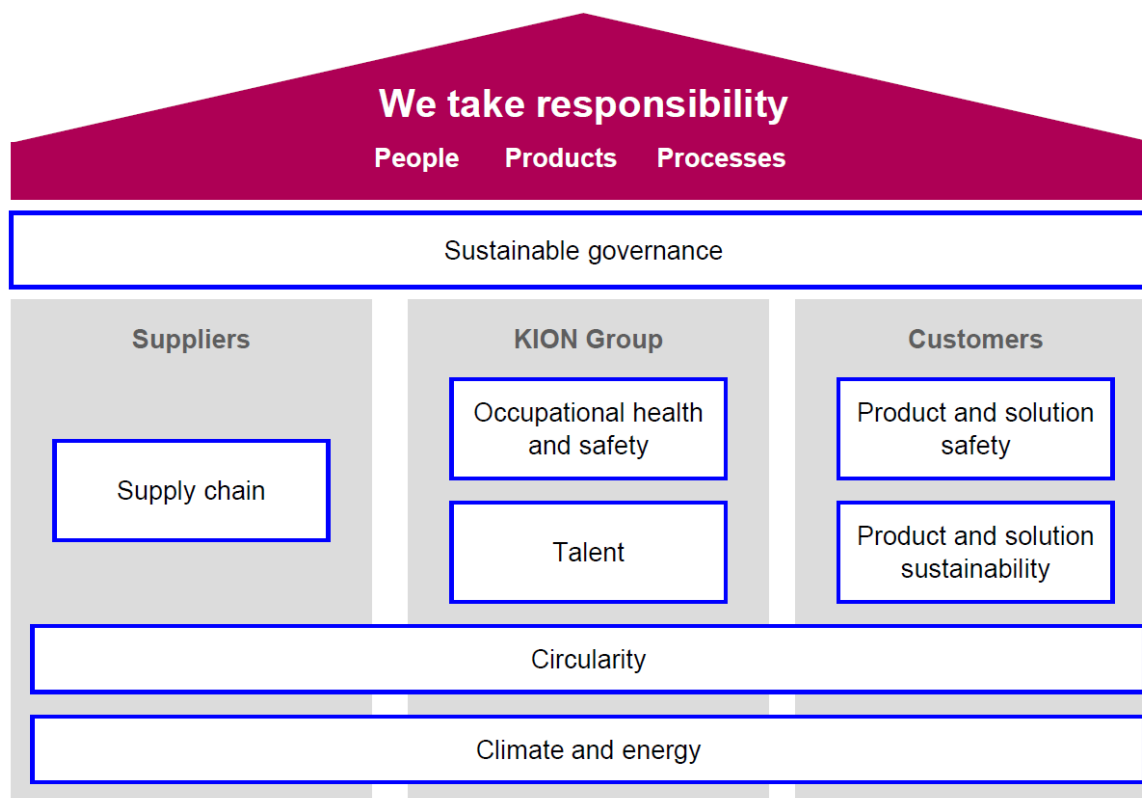 We take responsibility
People Products Processes
Sustainable governance
Suppliers
Supply chain
KION Group
Occupational health
and safety
Talent
Customers
Product and solution
safety
Product and solution
sustainability
Circularity
Climate and energy